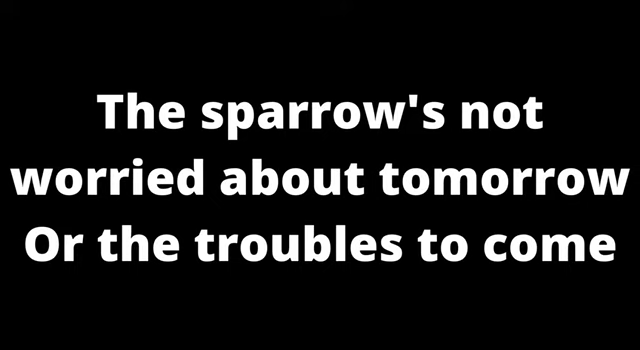 The sparrow's not
worried about tomorrow
Or the troubles to come